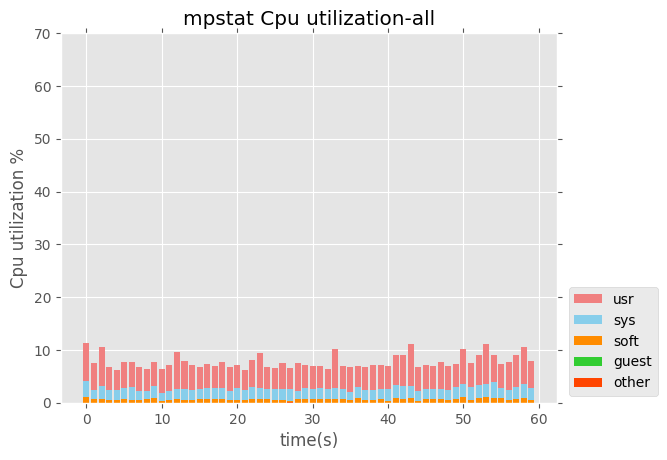 mpstat Cpu utilization-all
70
60
50
40
30
20
10
0
Cpu utilization %
0 10 20 30 40 50 60
time(s)
usr
sys
soft
guest
other